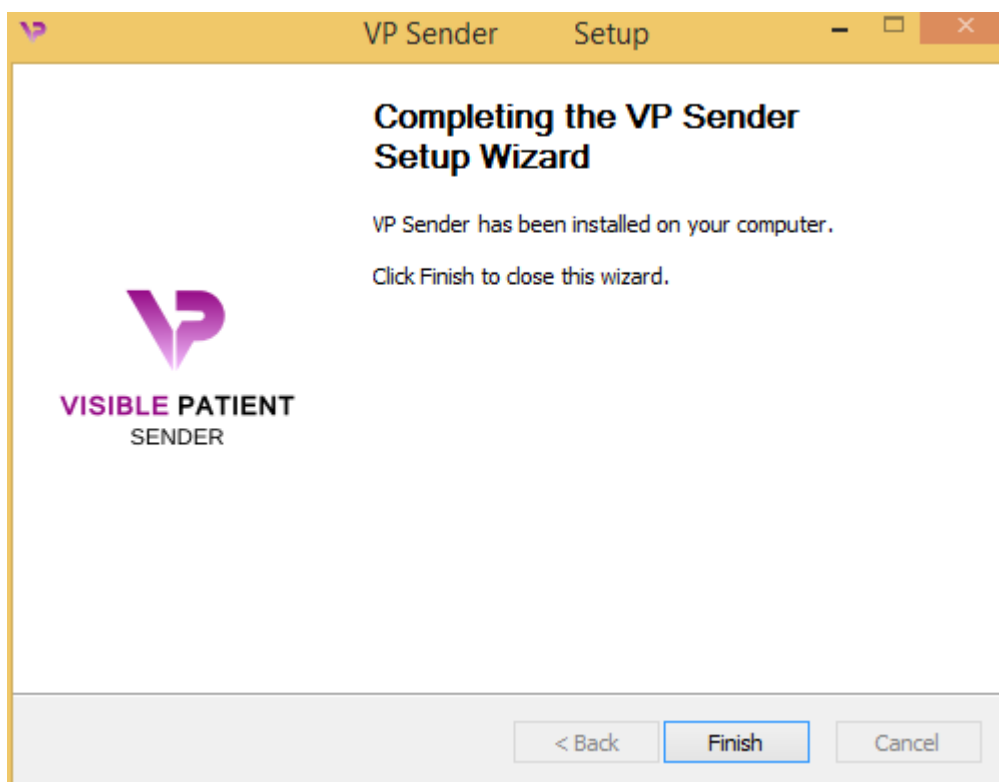 VP
VP Sender Setup
Completing the VP Sender
Setup Wizard
VP Sender has been installed on your computer.
Click Finish to close this wizard.
VP
VISIBLE PATIENT
SENDER
< Back
Finish
Cancel